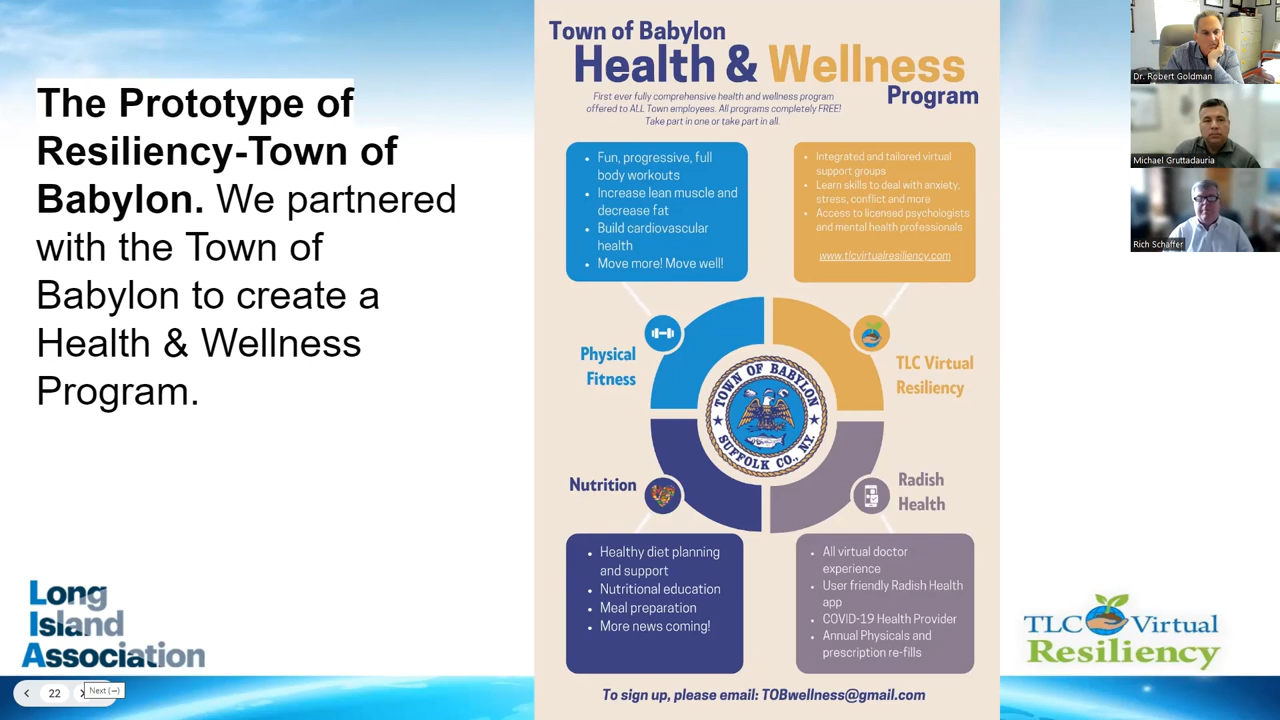 The Prototype of
Resiliency-Town of
Babylon. We partnered
with the Town of
Babylon to create a
Health & Wellness
Program.
Long
Island
Association
22
Next (→)
Town of Babylon
Health & Wellness
Program
First ever fully comprehensive health and wellness program
offered to ALL Town employees. All programs completely FREE!
Take part in one or take part in all.
• Fun, progressive, full
body workouts
• Increase lean muscle and
decrease fat
• Build cardiovascular
health
• Move more! Move well!
• Integrated and tailored virtual
support groups
• Learn skills to deal with anxiety,
stress, conflict and more
• Access to licensed psychologists
and mental health professionals
www.tlcvirtualresiliency.com
Physical
Fitness
TLC Virtual
Resiliency
TOWN OF BABYLON
SUFFOLK CO., N.Y.
Nutrition
Radish
Health
• Healthy diet planning
and support
• Nutritional education
• Meal preparation
• More news coming!
• All virtual doctor
experience
• User friendly Radish Health
app
• COVID-19 Health Provider
• Annual Physicals and
prescription re-fills
To sign up, please email: TOBwellness@gmail.com
Dr. Robert Goldman
Michael Gruttadauria
Rich Schaffer
TLC Virtual
Resiliency